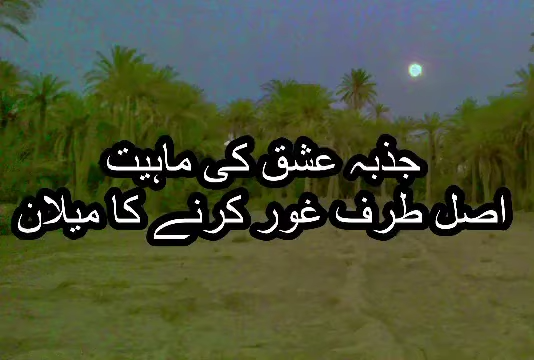 جذبہ عشق کی ماہیت
اصل طرف غور کرنے کا میلان